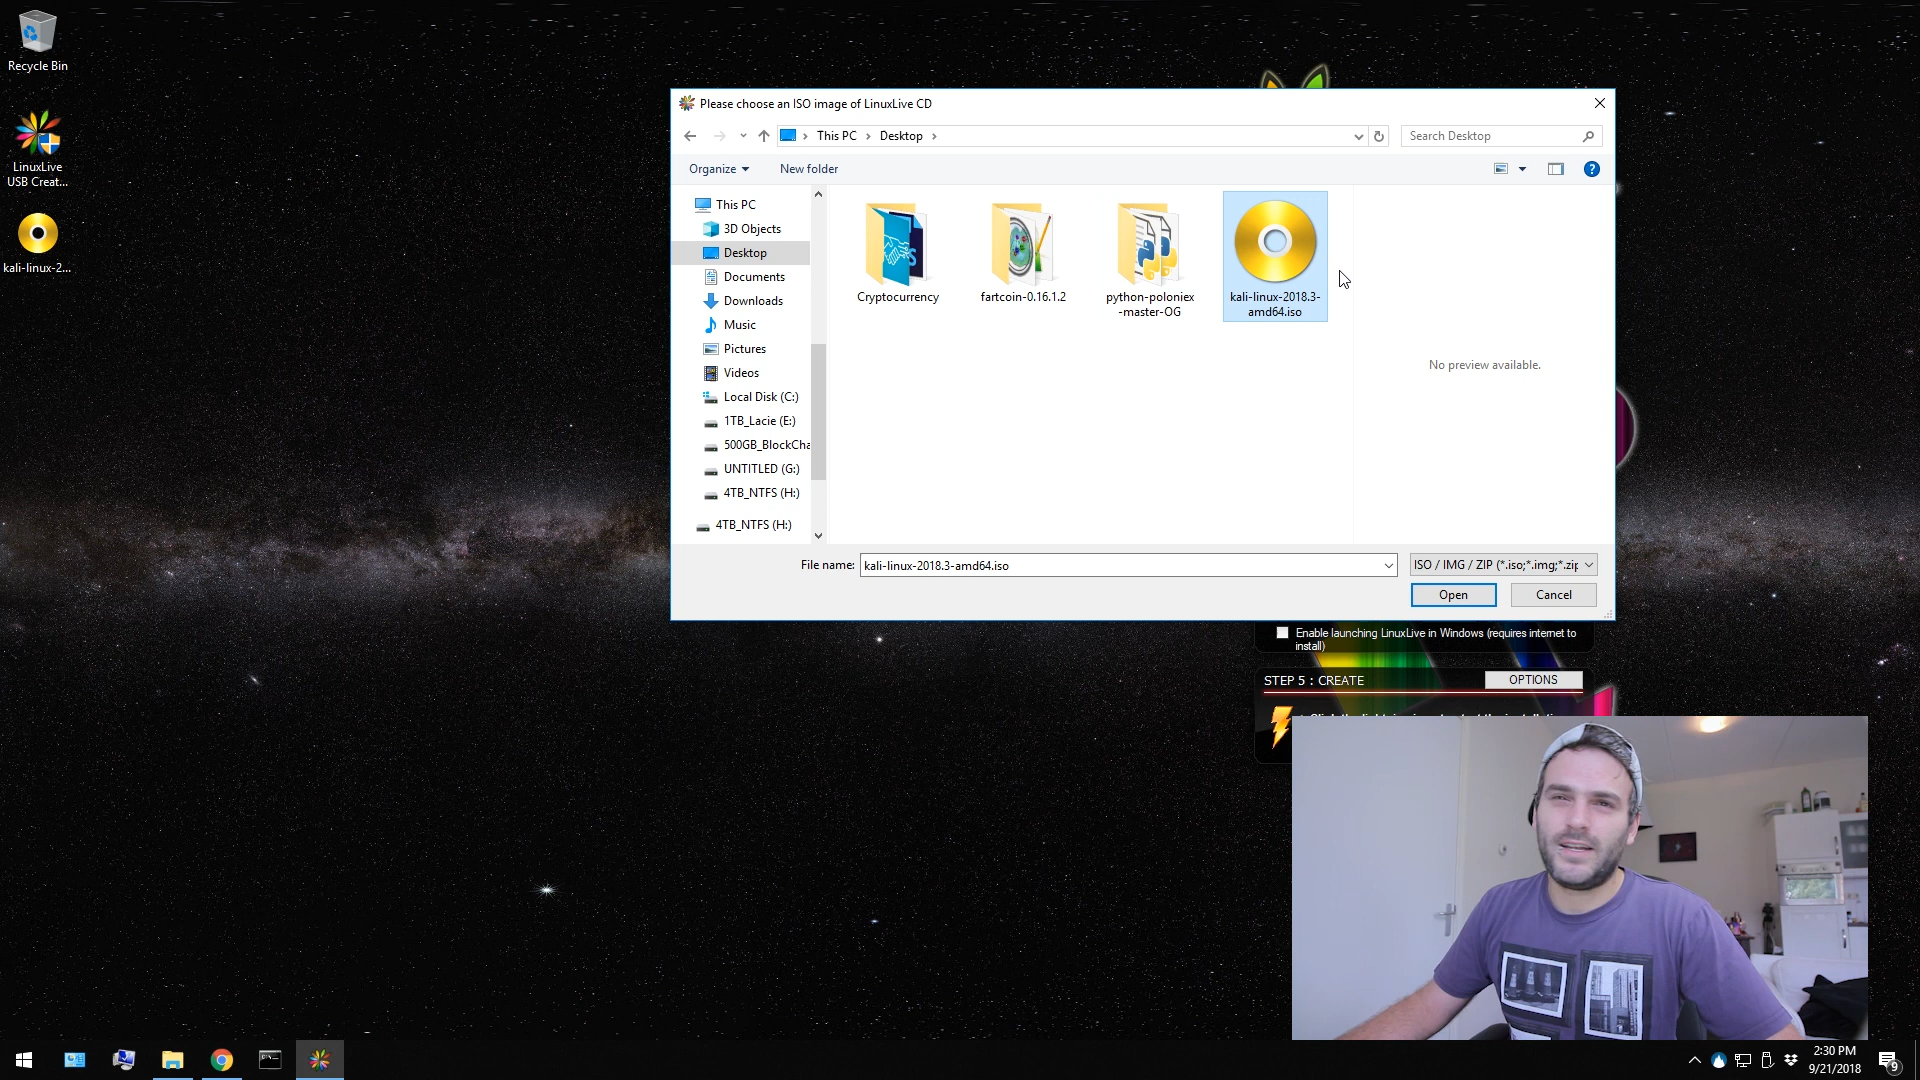 Recycle Bin
LinuxLive
USB Creat...
kali-linux-2...
Please choose an ISO image of LinuxLive CD
This PC
Desktop
Search Desktop
Organize
New folder
This PC
3D Objects
Desktop
Documents
Downloads
Music
Pictures
Videos
Local Disk (C:)
1TB_Lacie (E:)
500GB_BlockCha
UNTITLED (G:)
4TB_NTFS (H:)
4TB_NTFS (H:)
Cryptocurrency
fartcoin-0.16.1.2
python-poloniex
-master-OG
kali-linux-2018.3-
amd64.iso
No preview available.
File name:
kali-linux-2018.3-amd64.iso
ISO / IMG / ZIP (*.iso;*.img;*.zip
Open
Cancel
Enable launching LinuxLive in Windows (requires internet to
install)
STEP 5 : CREATE
OPTIONS
2:30 PM
9/21/2018
9